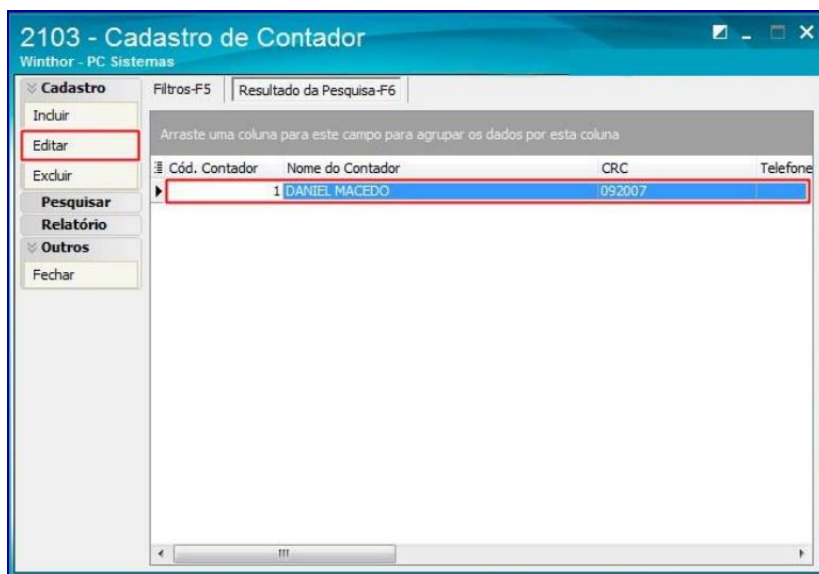 2103 - Cadastro de Contador
Winthor - PC Sistemas
Cadastro
Incluir
Editar
Excluir
Pesquisar
Relatório
Outros
Fechar
Filtros-F5 Resultado da Pesquisa-F6
Arraste uma coluna para este campo para agrupar os dados por esta coluna
Cód. Contador Nome do Contador CRC Telefone
1 DANIEL MACEDO 092007